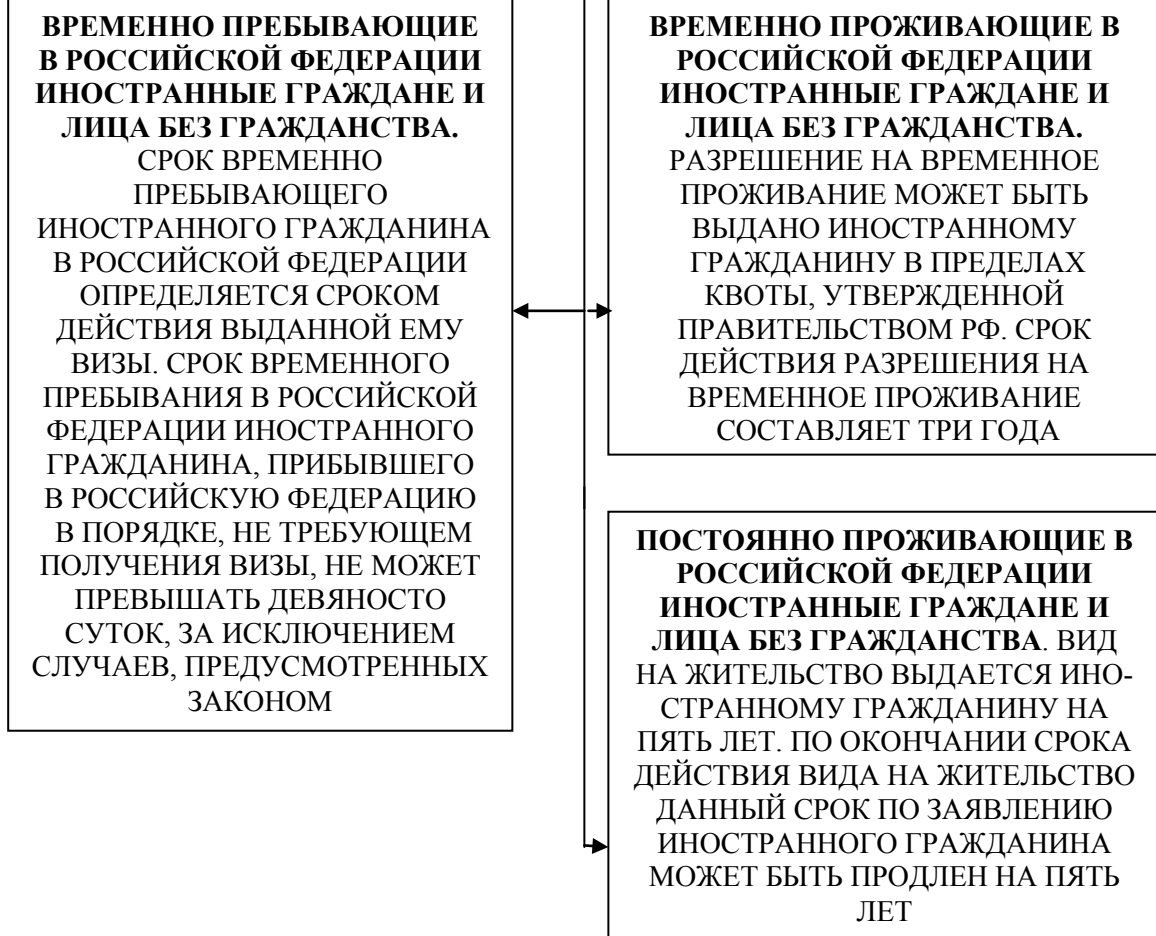 ВРЕМЕННО ПРЕБЫВАЮЩИЕ
В РОССИЙСКОЙ ФЕДЕРАЦИИ
ИНОСТРАННЫЕ ГРАЖДАНЕ И
ЛИЦА БЕЗ ГРАЖДАНСТВА.
СРОК ВРЕМЕННО
ПРЕБЫВАЮЩЕГО
ИНОСТРАННОГО ГРАЖДАНИНА
В РОССИЙСКОЙ ФЕДЕРАЦИИ
ОПРЕДЕЛЯЕТСЯ СРОКОМ
ДЕЙСТВИЯ ВЫДАННОЙ ЕМУ
ВИЗЫ. СРОК ВРЕМЕННОГО
ПРЕБЫВАНИЯ В РОССИЙСКОЙ
ФЕДЕРАЦИИ ИНОСТРАННОГО
ГРАЖДАНИНА, ПРИБЫВШЕГО
В РОССИЙСКУЮ ФЕДЕРАЦИЮ
В ПОРЯДКЕ, НЕ ТРЕБУЮЩЕМ
ПОЛУЧЕНИЯ ВИЗЫ, НЕ МОЖЕТ
ПРЕВЫШАТЬ ДЕВЯНОСТО
СУТОК, ЗА ИСКЛЮЧЕНИЕМ
СЛУЧАЕВ, ПРЕДУСМОТРЕННЫХ
ЗАКОНОМ
ВРЕМЕННО ПРОЖИВАЮЩИЕ В
РОССИЙСКОЙ ФЕДЕРАЦИИ
ИНОСТРАННЫЕ ГРАЖДАНЕ И
ЛИЦА БЕЗ ГРАЖДАНСТВА.
РАЗРЕШЕНИЕ НА ВРЕМЕННОЕ
ПРОЖИВАНИЕ МОЖЕТ БЫТЬ
ВЫДАНО ИНОСТРАННОМУ
ГРАЖДАНИНУ В ПРЕДЕЛАХ
КВОТЫ, УТВЕРЖДЕННОЙ
ПРАВИТЕЛЬСТВОМ РФ. СРОК
ДЕЙСТВИЯ РАЗРЕШЕНИЯ НА
ВРЕМЕННОЕ ПРОЖИВАНИЕ
СОСТАВЛЯЕТ ТРИ ГОДА
ПОСТОЯННО ПРОЖИВАЮЩИЕ В
РОССИЙСКОЙ ФЕДЕРАЦИИ
ИНОСТРАННЫЕ ГРАЖДАНЕ И
ЛИЦА БЕЗ ГРАЖДАНСТВА. ВИД
НА ЖИТЕЛЬСТВО ВЫДАЕТСЯ ИНО-
СТРАННОМУ ГРАЖДАНИНУ НА
ПЯТЬ ЛЕТ. ПО ОКОНЧАНИИ СРОКА
ДЕЙСТВИЯ ВИДА НА ЖИТЕЛЬСТВО
ДАННЫЙ СРОК ПО ЗАЯВЛЕНИЮ
ИНОСТРАННОГО ГРАЖДАНИНА
МОЖЕТ БЫТЬ ПРОДЛЕН НА ПЯТЬ
ЛЕТ